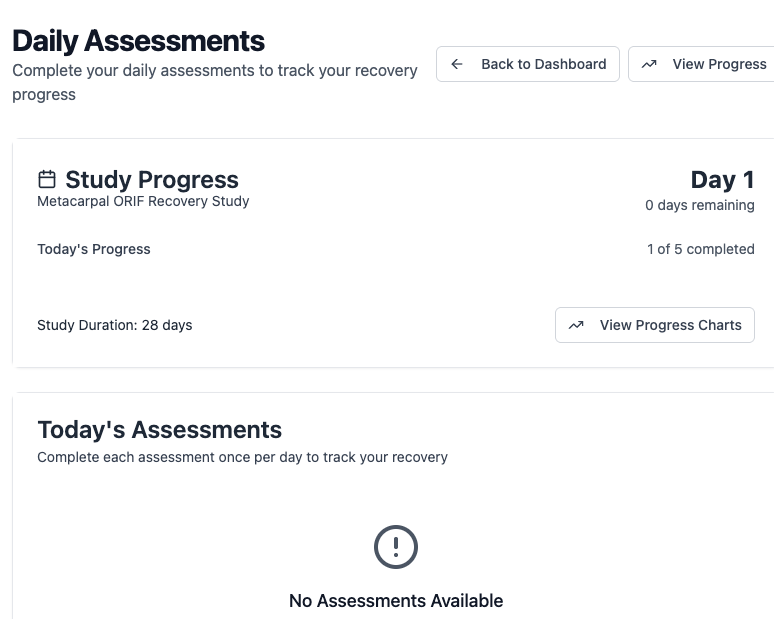 Daily Assessments
Complete your daily assessments to track your recovery
progress
Back to Dashboard
View Progress
Study Progress
Metacarpal ORIF Recovery Study
Day 1
0 days remaining
Today's Progress
1 of 5 completed
Study Duration: 28 days
View Progress Charts
Today's Assessments
Complete each assessment once per day to track your recovery
No Assessments Available